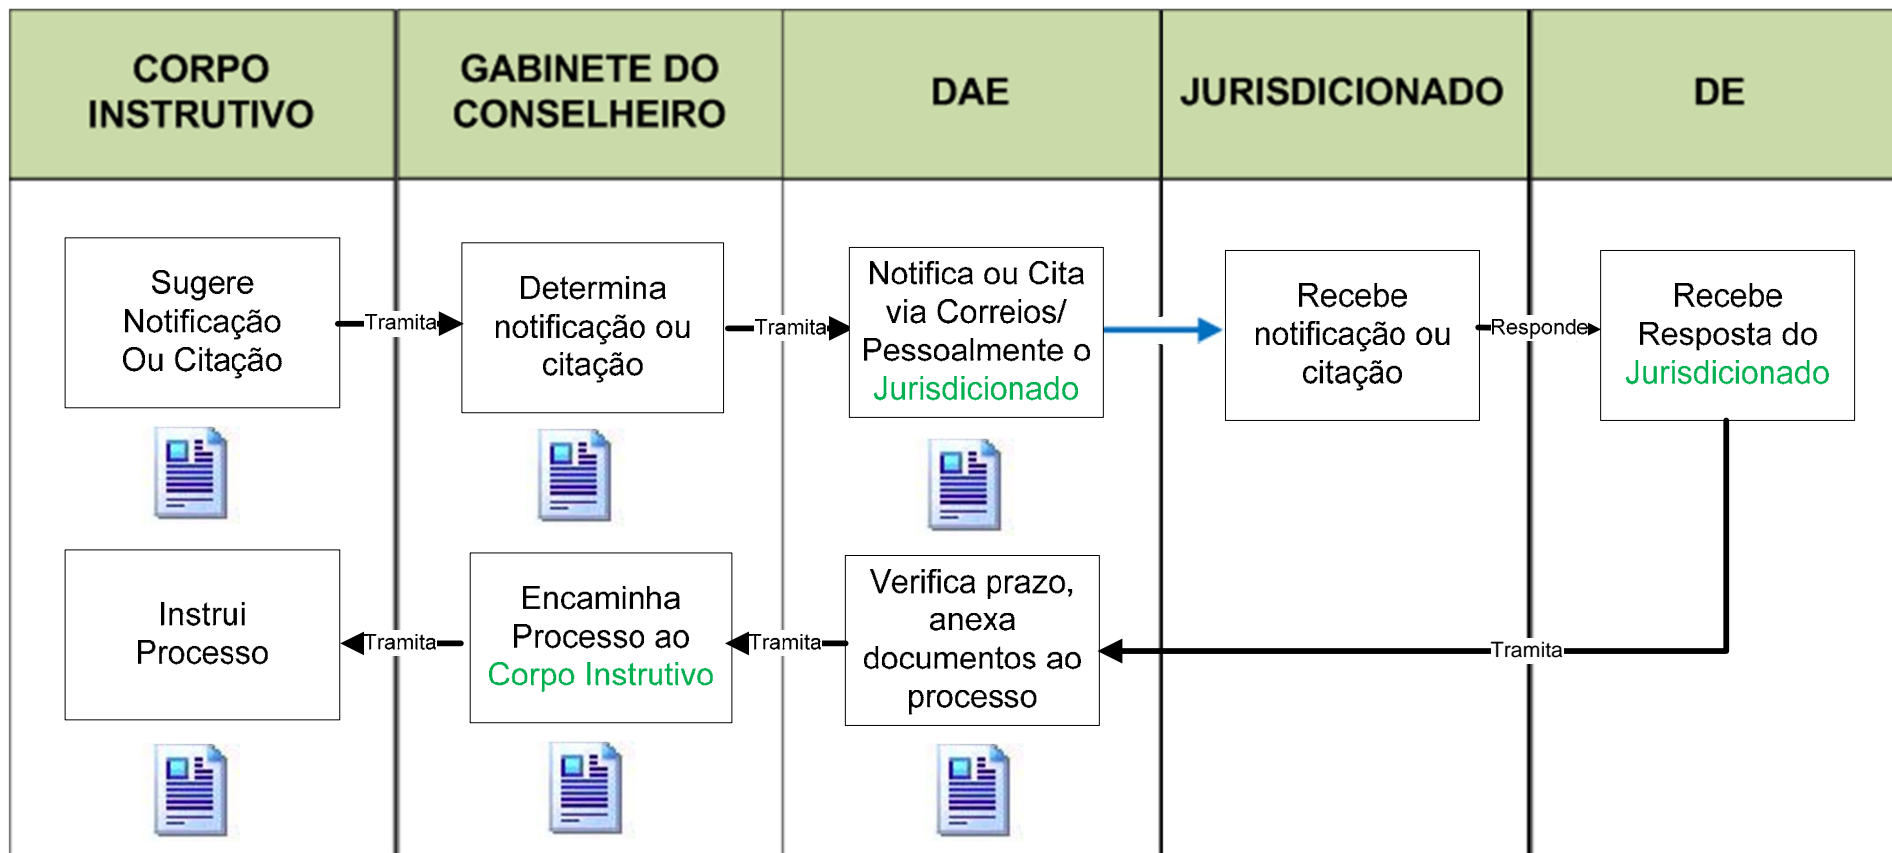 CORPO
INSTRUTIVO
GABINETE DO
CONSELHEIRO
DAE
JURISDICIONADO
DE
Sugere
Notificação
Ou Citação
Tramita
Determina
notificação ou
citação
Tramita
Notifica ou Cita
via Correios/
Pessoalmente o
Jurisdicionado
Recebe
notificação ou
citação
Responde
Recebe
Resposta do
Jurisdicionado
Instrui
Processo
Tramita
Encaminha
Processo ao
Corpo Instrutivo
Tramita
Verifica prazo,
anexa
documentos ao
processo
Tramita